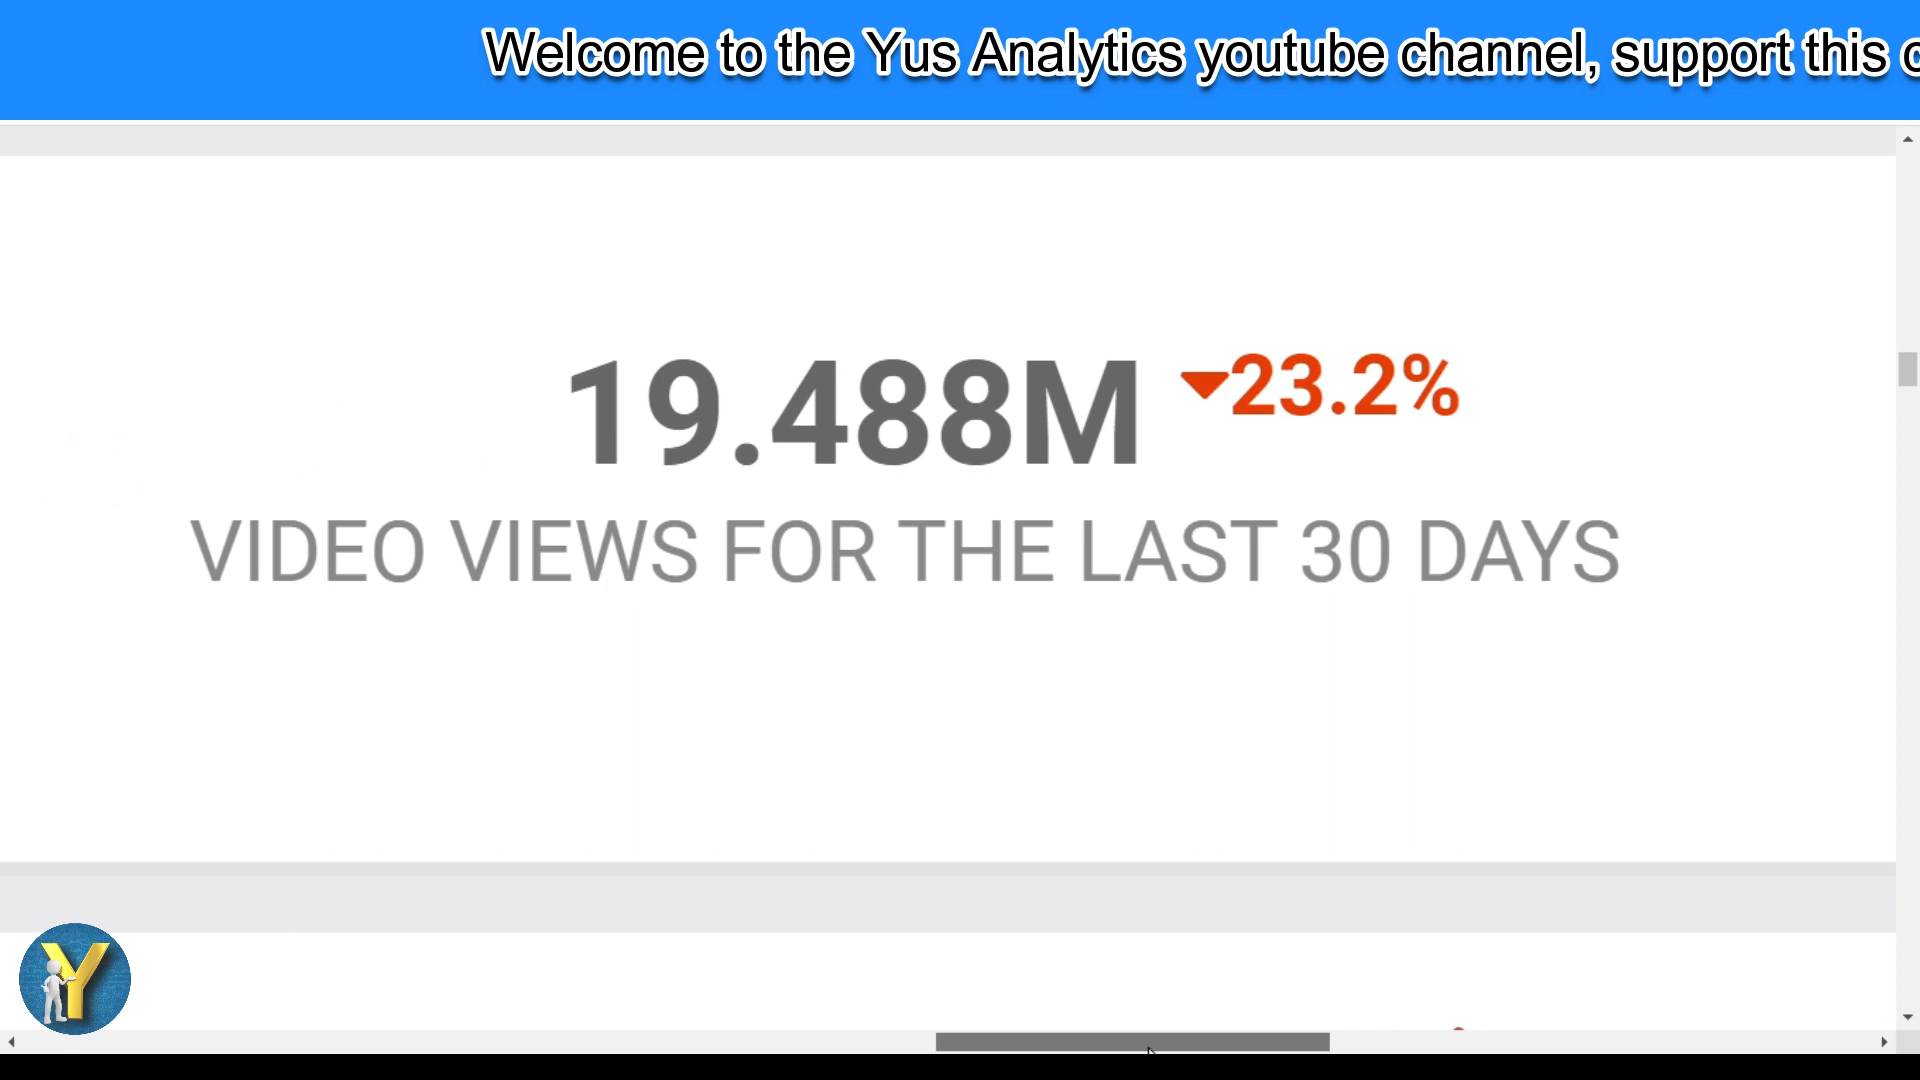 Welcome to the Yus Analytics youtube channel, support this
19.488M 23.2%
VIDEO VIEWS FOR THE LAST 30 DAYS
Y